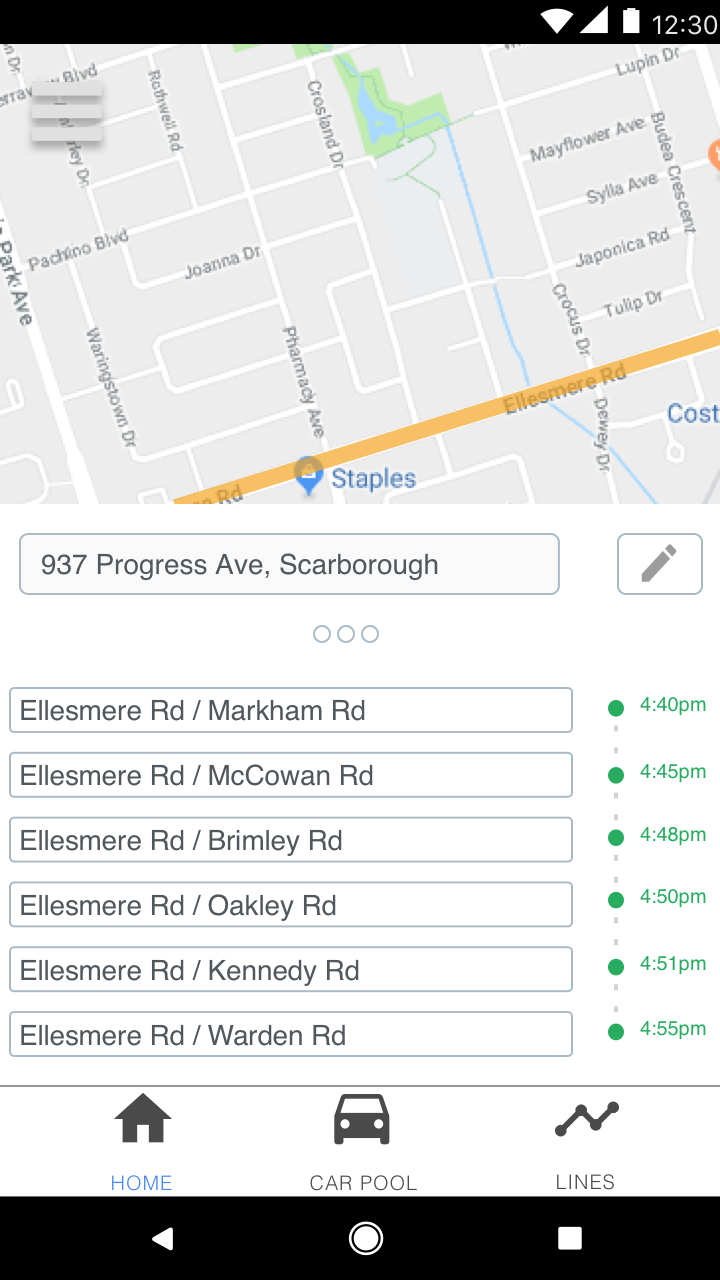 12:30
Blvd
Rothwell Rd
Crosland Dr
Lupin Dr
Mayflower Ave
Budea Crescent
Sylla Ave
Pachino Blvd
Joanna Dr
Japonica Rd
Park Ave
Crocus Dr
Tulip Dr
Waringstown Dr
Pharmacy Ave
Ellesmere Rd
Dewey Dr
Cost
Staples
Rd
937 Progress Ave, Scarborough
Ellesmere Rd / Markham Rd 4:40pm
Ellesmere Rd / McCowan Rd 4:45pm
Ellesmere Rd / Brimley Rd 4:48pm
Ellesmere Rd / Oakley Rd 4:50pm
Ellesmere Rd / Kennedy Rd 4:51pm
Ellesmere Rd / Warden Rd 4:55pm
HOME CAR POOL LINES